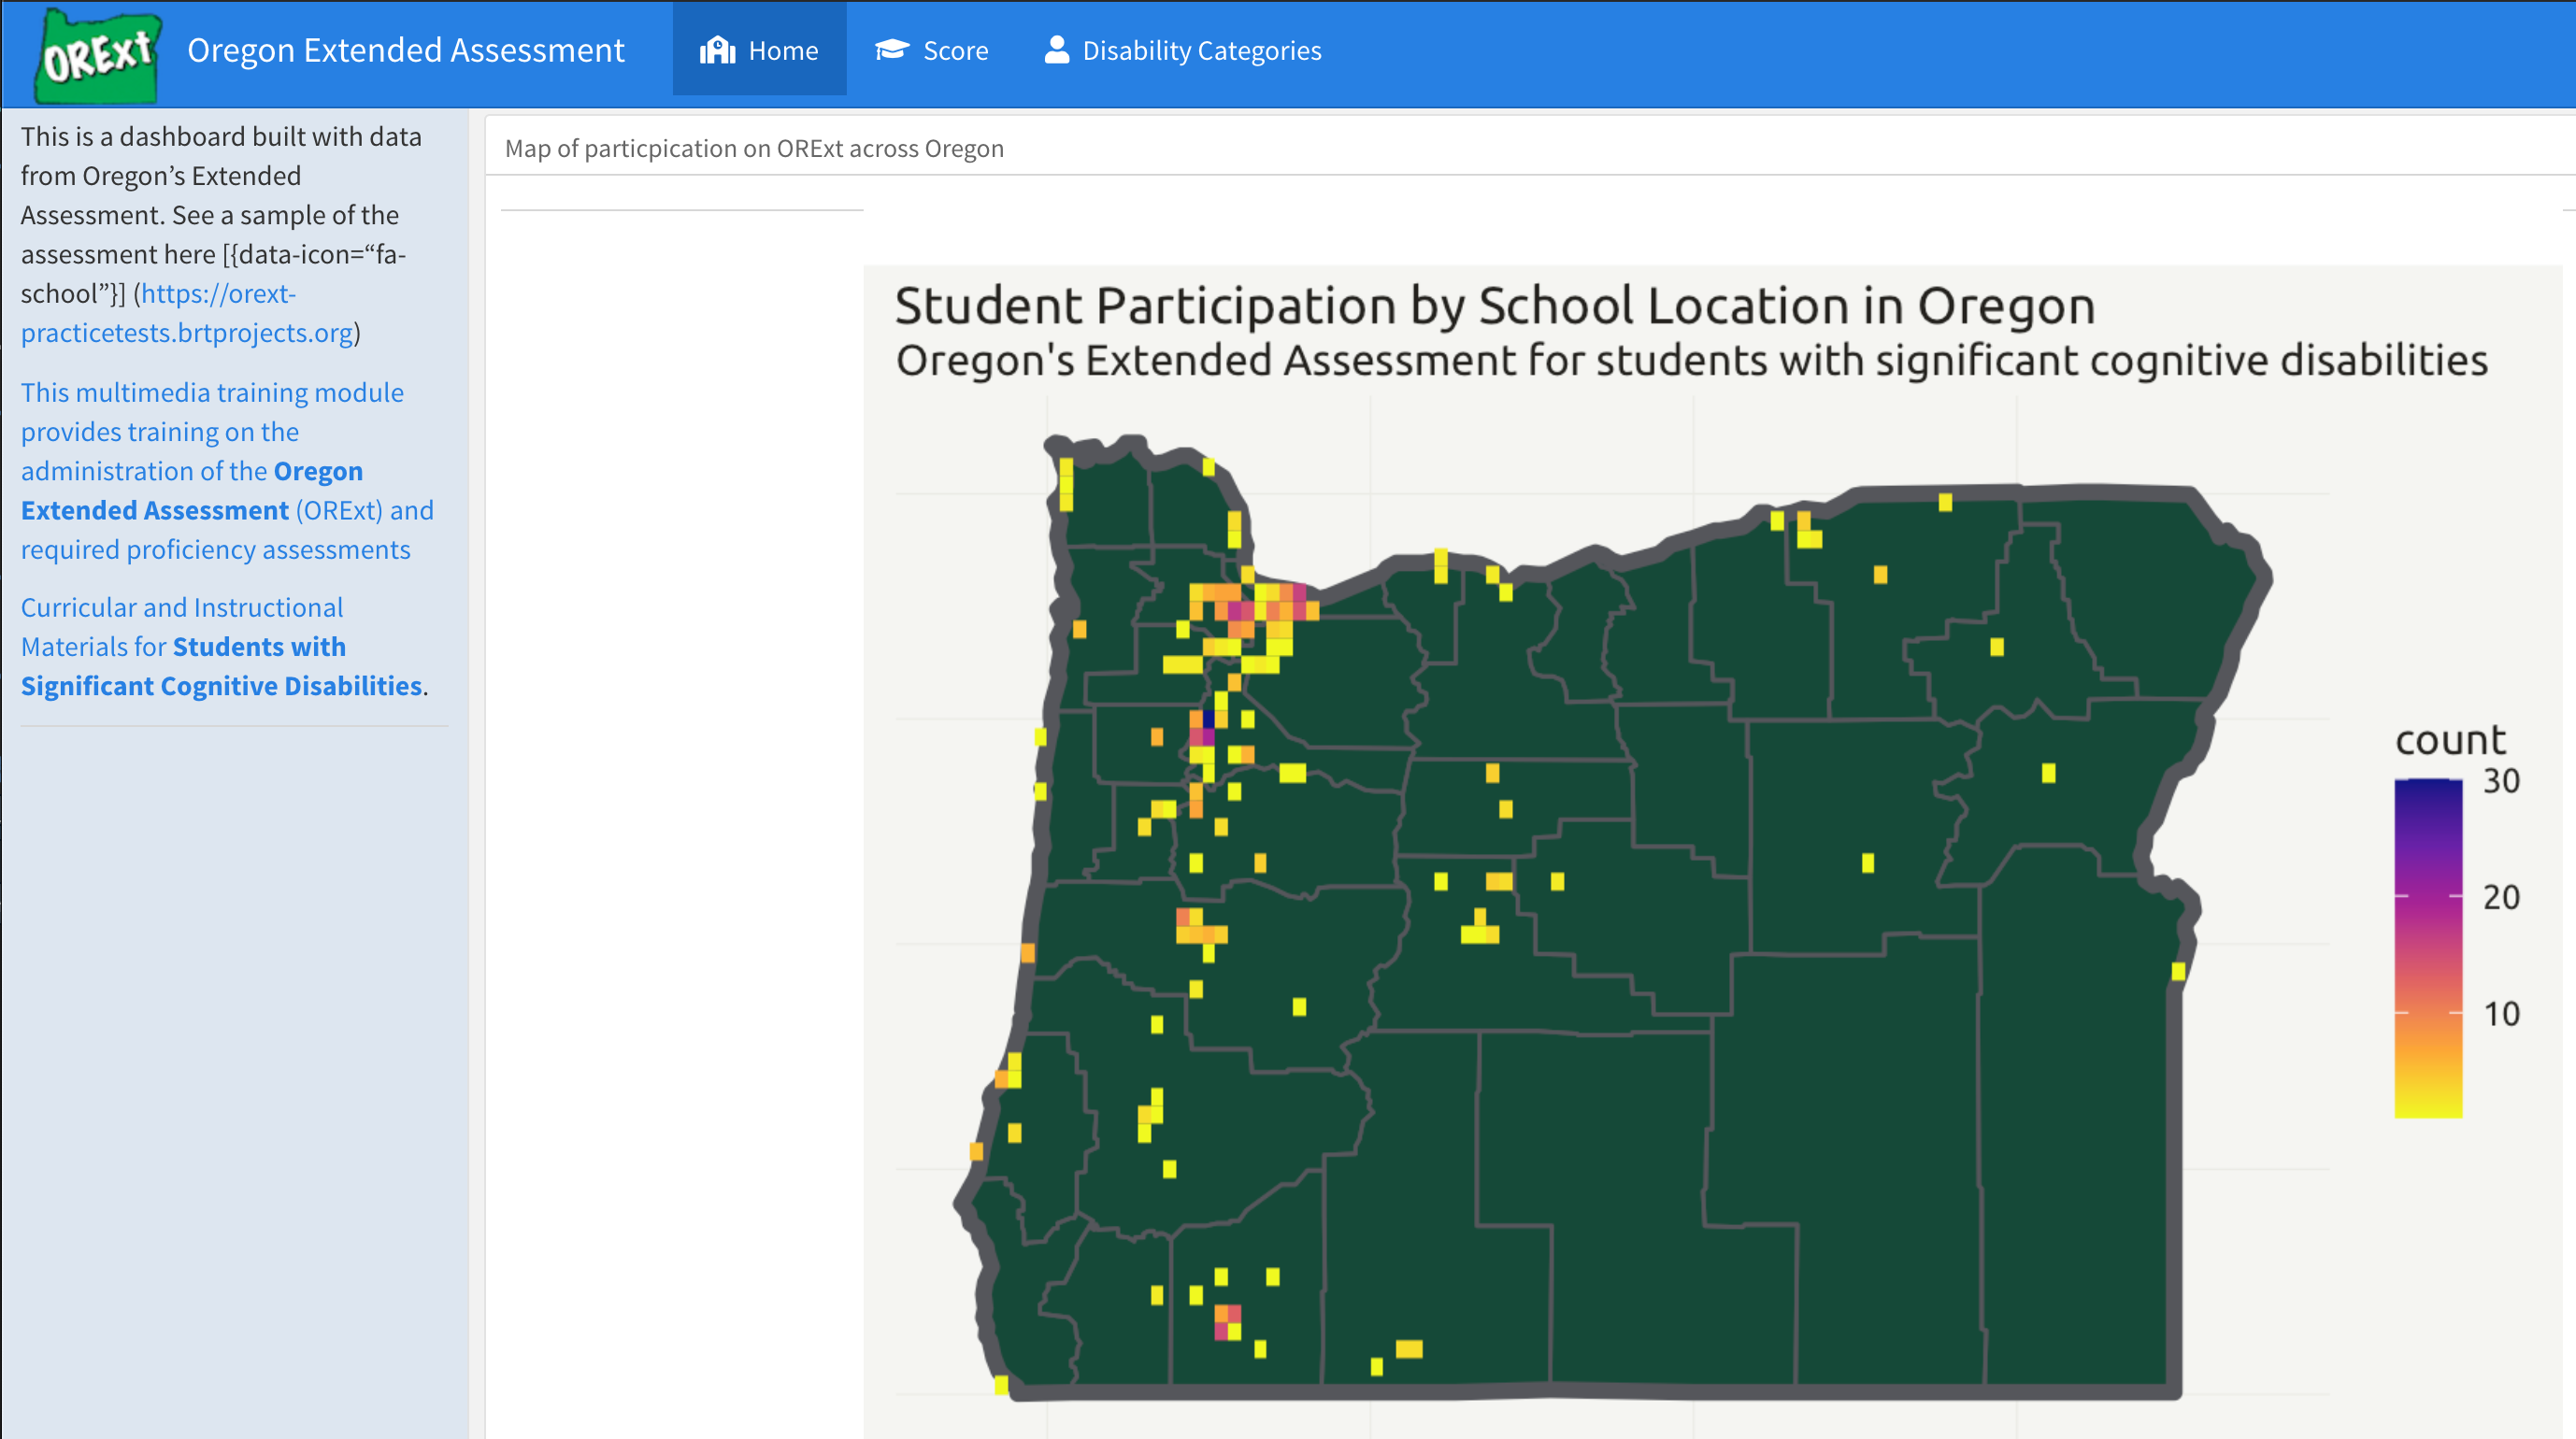 ORExt
Oregon Extended Assessment
Home
Score
Disability Categories
This is a dashboard built with data
from Oregon’s Extended
Assessment. See a sample of the
assessment here [{data-icon=“fa-
school”}] (https://orext-
practicetests.brtprojects.org)
This multimedia training module
provides training on the
administration of the Oregon
Extended Assessment (ORExt) and
required proficiency assessments
Curricular and Instructional
Materials for Students with
Significant Cognitive Disabilities.
Map of particpication on ORExt across Oregon
Student Participation by School Location in Oregon
Oregon's Extended Assessment for students with significant cognitive disabilities
count
30
20
10